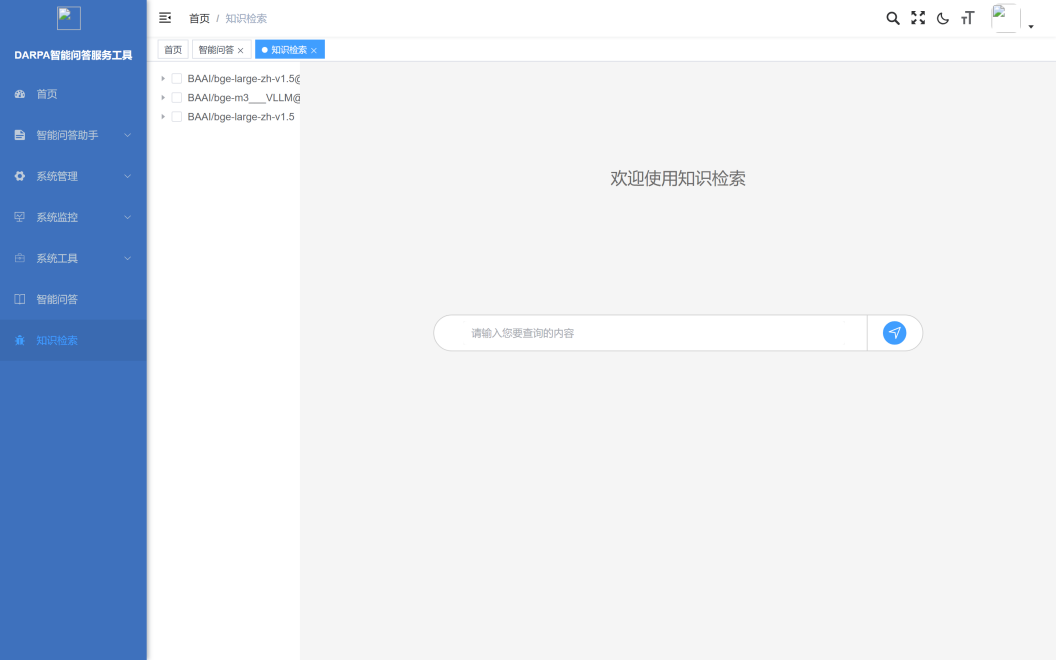 DARPA智能问答服务工具
首页
智能问答助手
系统管理
系统监控
系统工具
智能问答
知识检索
首页 / 知识检索
首页
智能问答
知识检索
BAAI/bge-large-zh-v1.5@
BAAI/bge-m3___VLLM@
BAAI/bge-large-zh-v1.5
欢迎使用知识检索
请输入您要查询的内容